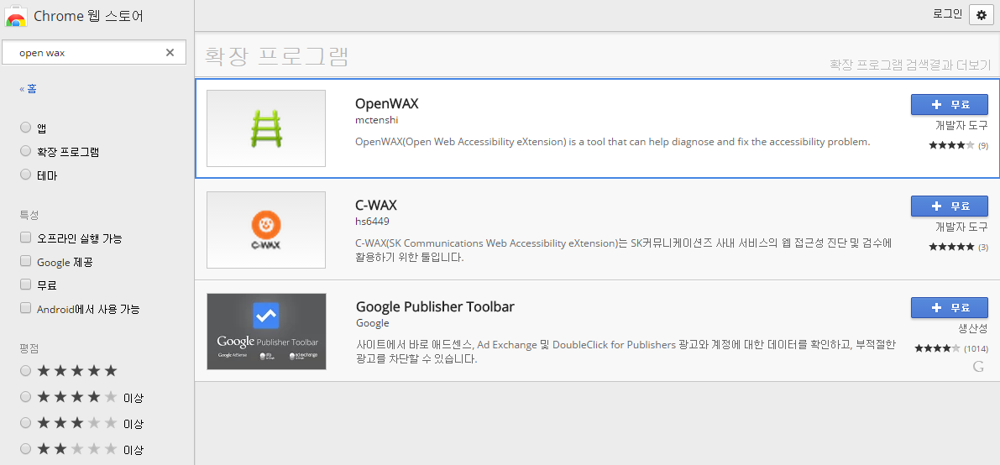 Chrome 웹 스토어
로그인
open wax
« 홈
앱
확장 프로그램
테마
특성
오프라인 실행 가능
Google 제공
무료
Android에서 사용 가능
평점
이상
이상
이상
확장 프로그램
확장 프로그램 검색결과 더보기
OpenWAX
mctenshi
OpenWAX(Open Web Accessibility eXtension) is a tool that can help diagnose and fix the accessibility problem.
무료
개발자 도구
(9)
C-WAX
C-WAX
hs6449
C-WAX(SK Communications Web Accessibility eXtension)는 SK커뮤니케이션즈 사내 서비스의 웹 접근성 진단 및 검수에
활용하기 위한 툴입니다.
무료
개발자 도구
(3)
Google Publisher Toolbar
Google AdSense
ad exchange
Google Publisher Toolbar
Google
사이트에서 바로 애드센스, Ad Exchange 및 DoubleClick for Publishers 광고와 계정에 대한 데이터를 확인하고, 부적절한
광고를 차단할 수 있습니다.
무료
생산성
(1014)
G